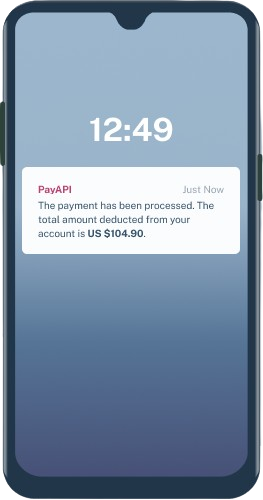 12:49
PayAPI Just Now
The payment has been processed. The
total amount deducted from your
account is US $104.90.